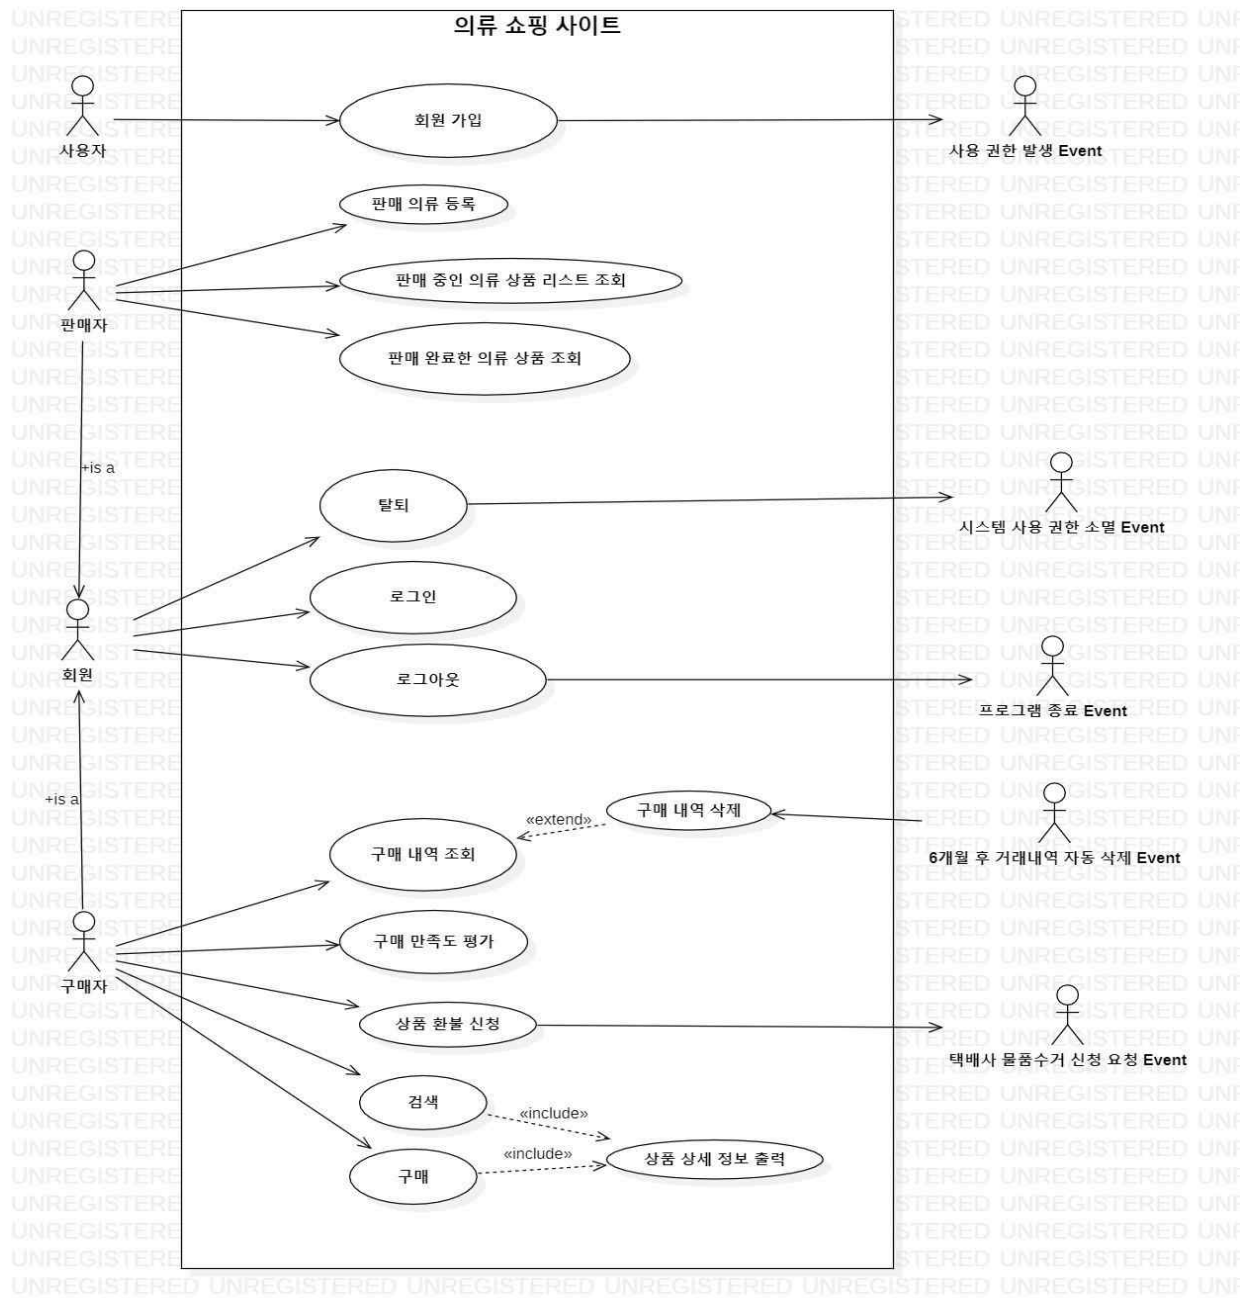 의류 쇼핑 사이트
사용자
회원 가입
사용 권한 발생 Event
판매 의류 등록
판매자
판매 중인 의류 상품 리스트 조회
판매 완료한 의류 상품 조회
+is a
탈퇴
시스템 사용 권한 소멸 Event
로그인
회원
로그아웃
프로그램 종료 Event
+is a
구매 내역 조회
«extend»
구매 내역 삭제
6개월 후 거래내역 자동 삭제 Event
구매자
구매 만족도 평가
상품 환불 신청
택배사 물품수거 신청 요청 Event
검색
«include»
구매
«include»
상품 상세 정보 출력
UNREGISTERED UNREGISTERED UNREGISTERED UNREGISTERED UNREGISTERED UNREGISTERED